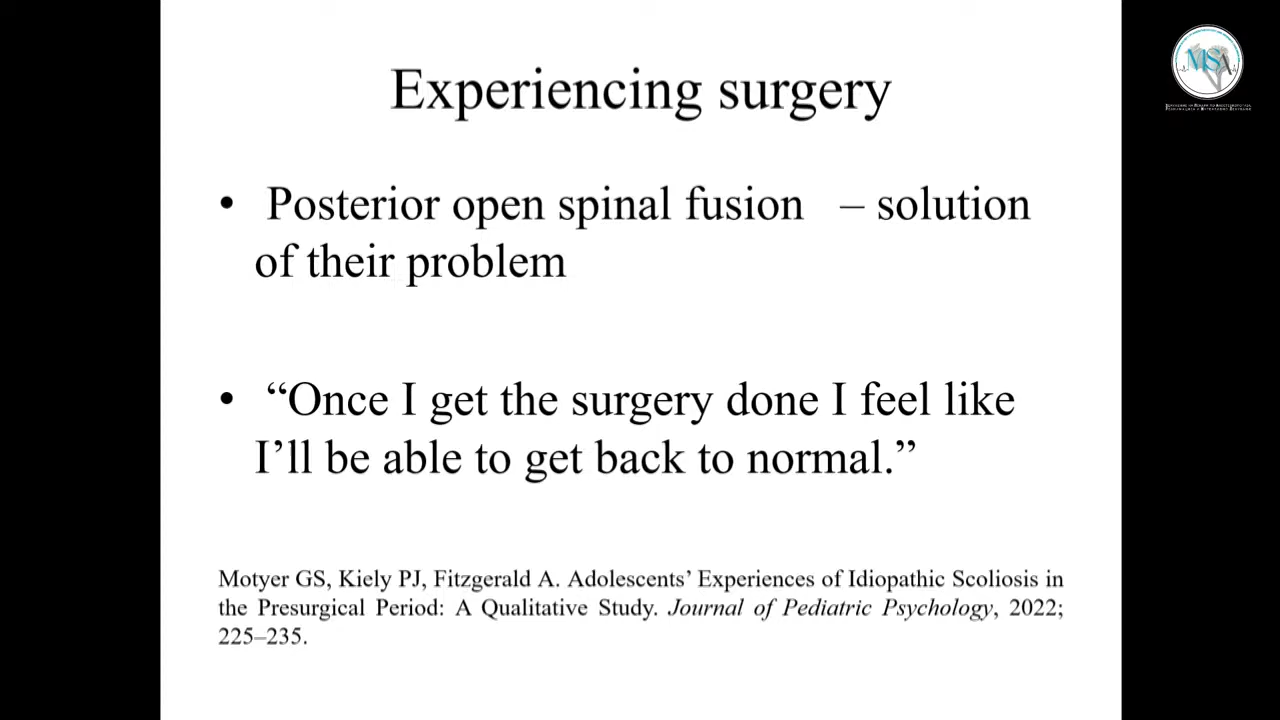 Experiencing surgery
• Posterior open spinal fusion – solution
of their problem
• “Once I get the surgery done I feel like
I’ll be able to get back to normal.”
Motyer GS, Kiely PJ, Fitzgerald A. Adolescents’ Experiences of Idiopathic Scoliosis in
the Presurgical Period: A Qualitative Study. Journal of Pediatric Psychology, 2022;
225–235.
MSA